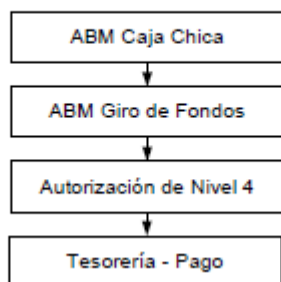 ABM Caja Chica
ABM Giro de Fondos
Autorización de Nivel 4
Tesorería - Pago